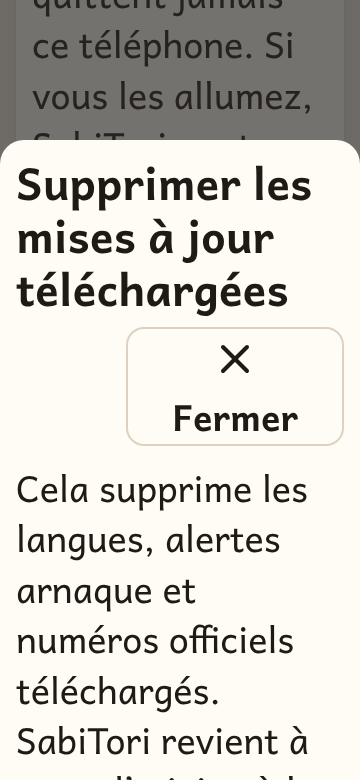 ce téléphone. Si
vous les allumez,
Supprimer les
mises à jour
téléchargées
Fermer
Cela supprime les
langues, alertes
arnaque et
numéros officiels
téléchargés.
SabiTori revient à